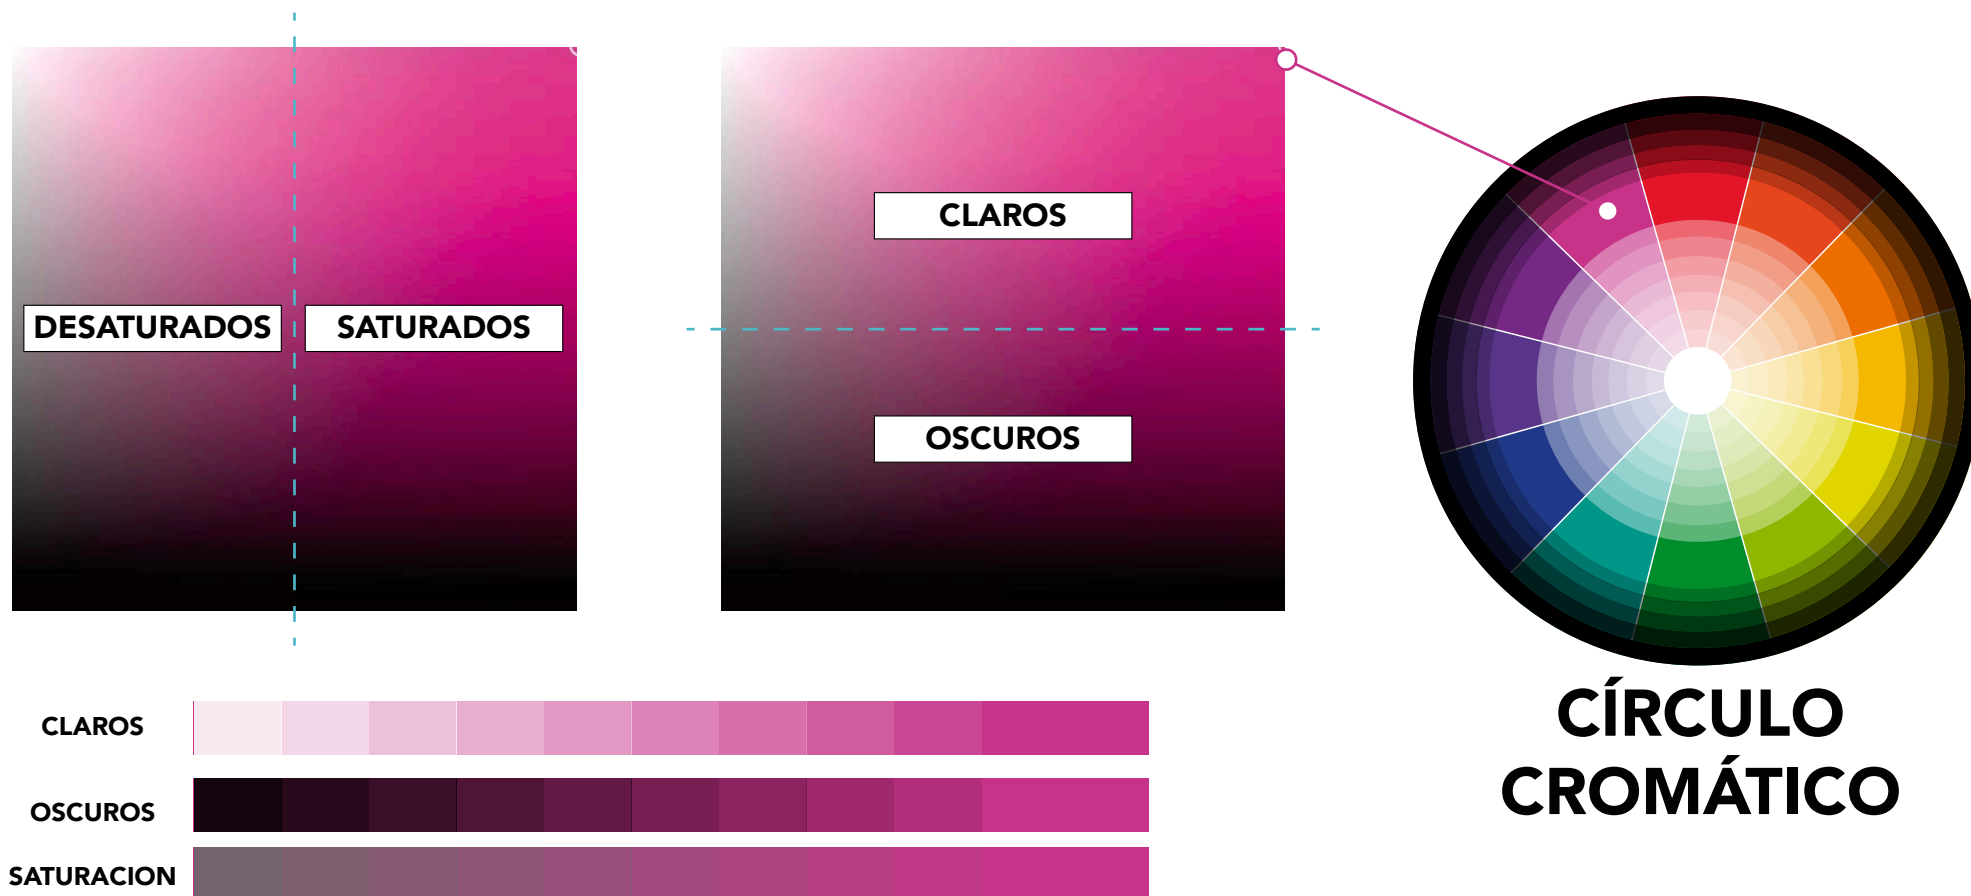 DESATURADOS
SATURADOS
CLAROS
OSCUROS
CLAROS
OSCUROS
SATURACION
CÍRCULO
CROMÁTICO